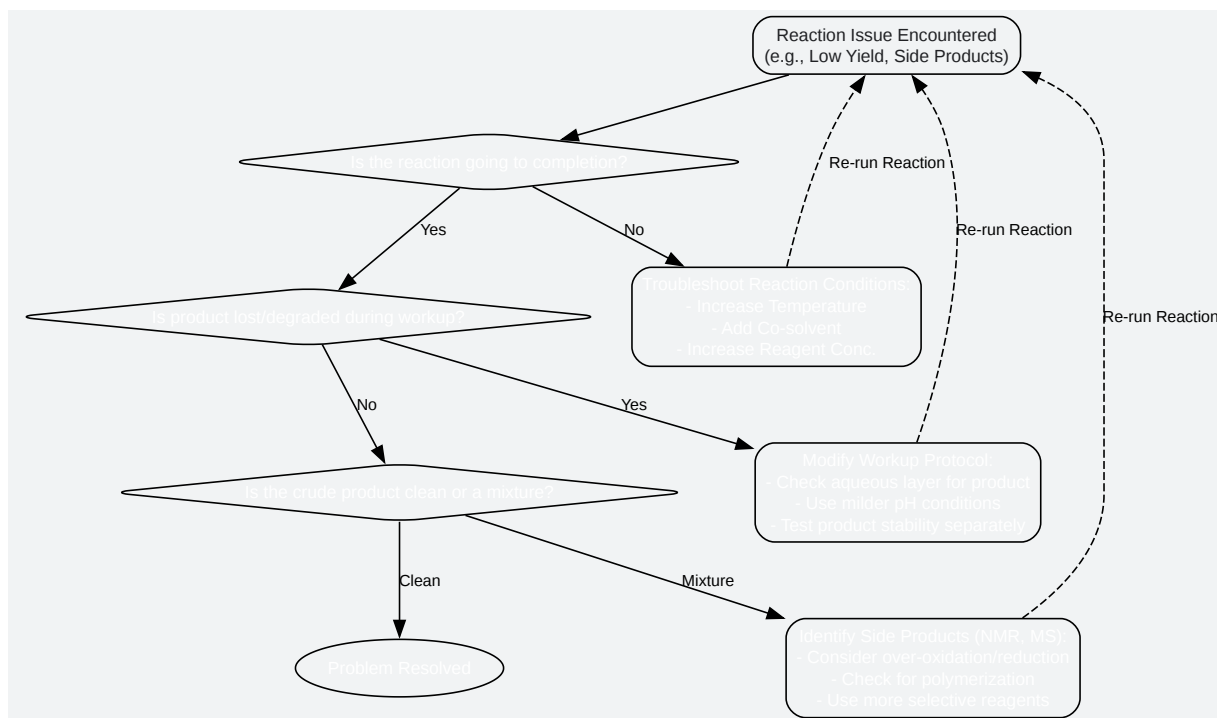 Reaction Issue Encountered
(e.g., Low Yield, Side Products)
Is the reaction going to completion?
Re-run Reaction
Yes
No
Re-run Reaction
Troubleshoot Reaction Conditions:
- Increase Temperature
- Add Co-solvent
- Increase Reagent Conc.
Is product lost/degraded during workup?
Re-run Reaction
No
Yes
Modify Workup Protocol:
- Check aqueous layer for product
- Use milder pH conditions
- Test product stability separately
Is the crude product clean or a mixture?
Clean
Mixture
Identify Side Products (NMR, MS):
- Consider over-oxidation/reduction
- Check for polymerization
- Use more selective reagents
Problem Resolved